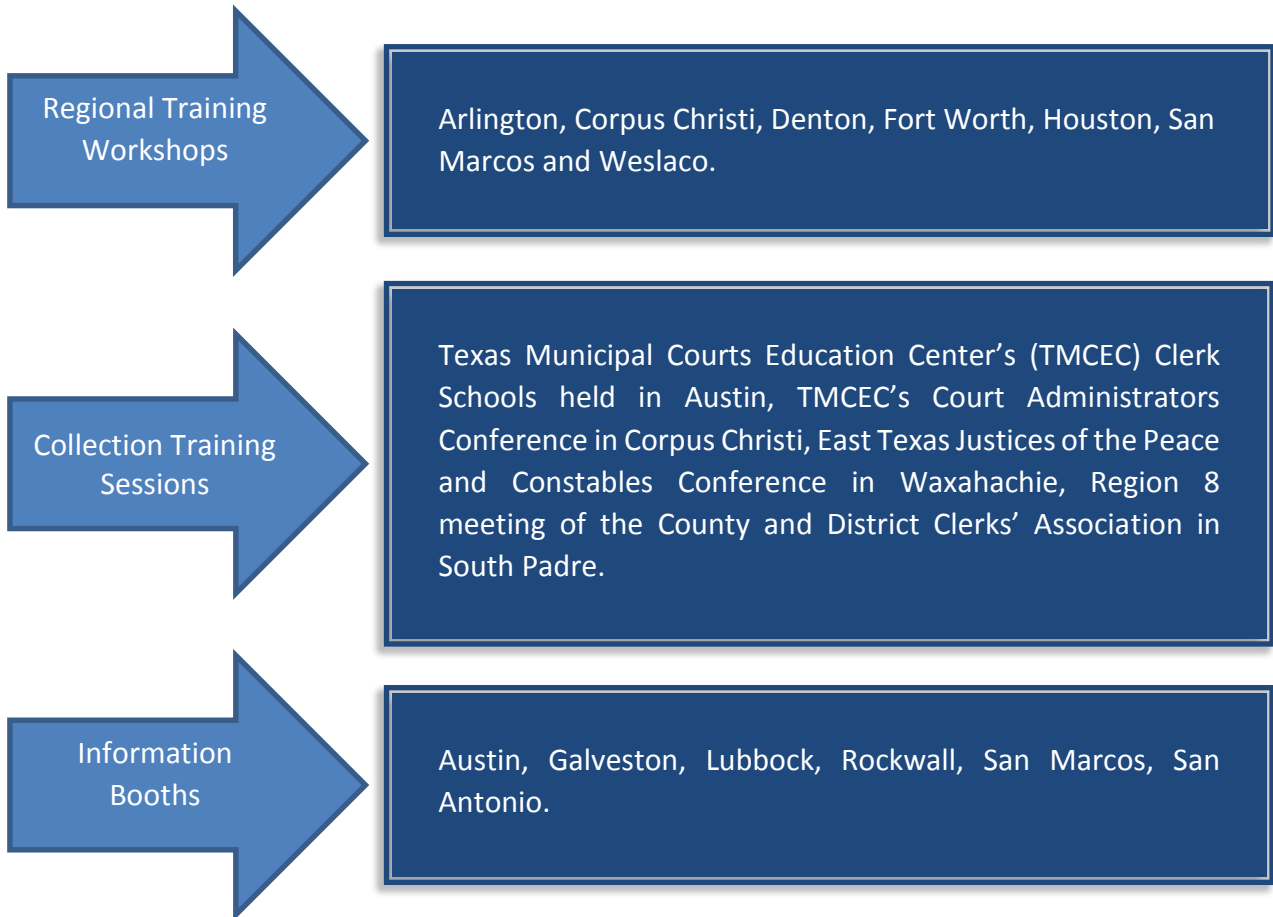 Regional Training
Workshops
Arlington, Corpus Christi, Denton, Fort Worth, Houston, San
Marcos and Weslaco.
Collection Training
Sessions
Texas Municipal Courts Education Center’s (TMCEC) Clerk
Schools held in Austin, TMCEC’s Court Administrators
Conference in Corpus Christi, East Texas Justices of the Peace
and Constables Conference in Waxahachie, Region 8
meeting of the County and District Clerks’ Association in
South Padre.
Information
Booths
Austin, Galveston, Lubbock, Rockwall, San Marcos, San
Antonio.